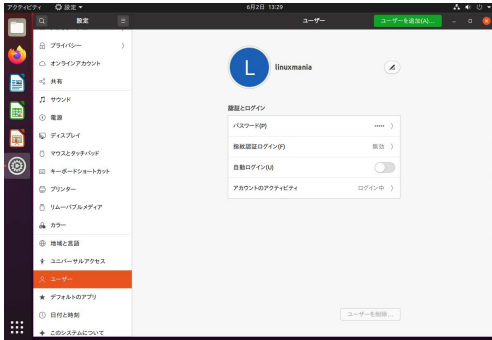 アクティビティ 設定 6月2日 13:29
設定 ユーザー ユーザーを追加(A)...
プライバシー
オンラインアカウント
共有
サウンド
電源
ディスプレイ
マウスとタッチパッド
キーボードショートカット
プリンター
リムーバブルメディア
カラー
地域と言語
ユニバーサルアクセス
ユーザー
デフォルトのアプリ
日付と時刻
このシステムについて
L linuxmania
認証とログイン
パスワード(P) •••••
指紋認証ログイン(F) 無効
自動ログイン(U)
アカウントのアクティビティ ログイン中
ユーザーを削除...